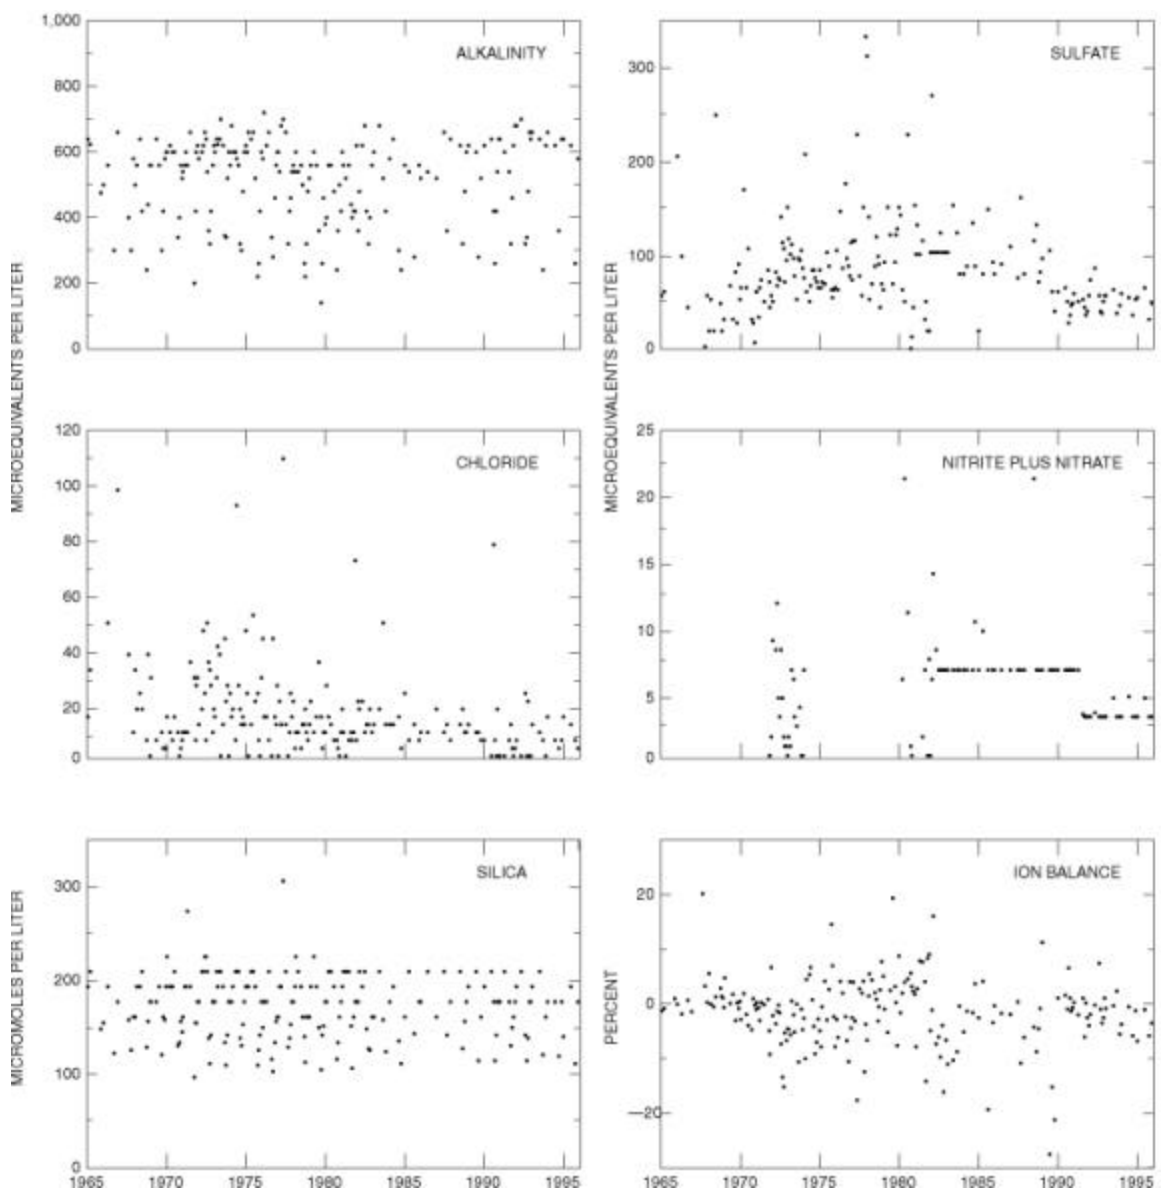 1,000
800
600
400
200
0
ALKALINITY
MICROEQUIVALENTS PER LITER
300
200
100
0
SULFATE
MICROEQUIVALENTS PER LITER
120
100
80
60
40
20
0
CHLORIDE
25
20
15
10
5
0
NITRITE PLUS NITRATE
300
200
100
0
SILICA
MICROMOLES PER LITER
1965 1970 1975 1980 1985 1990 1995
20
0
—20
ION BALANCE
PERCENT
1965 1970 1975 1980 1985 1990 1995